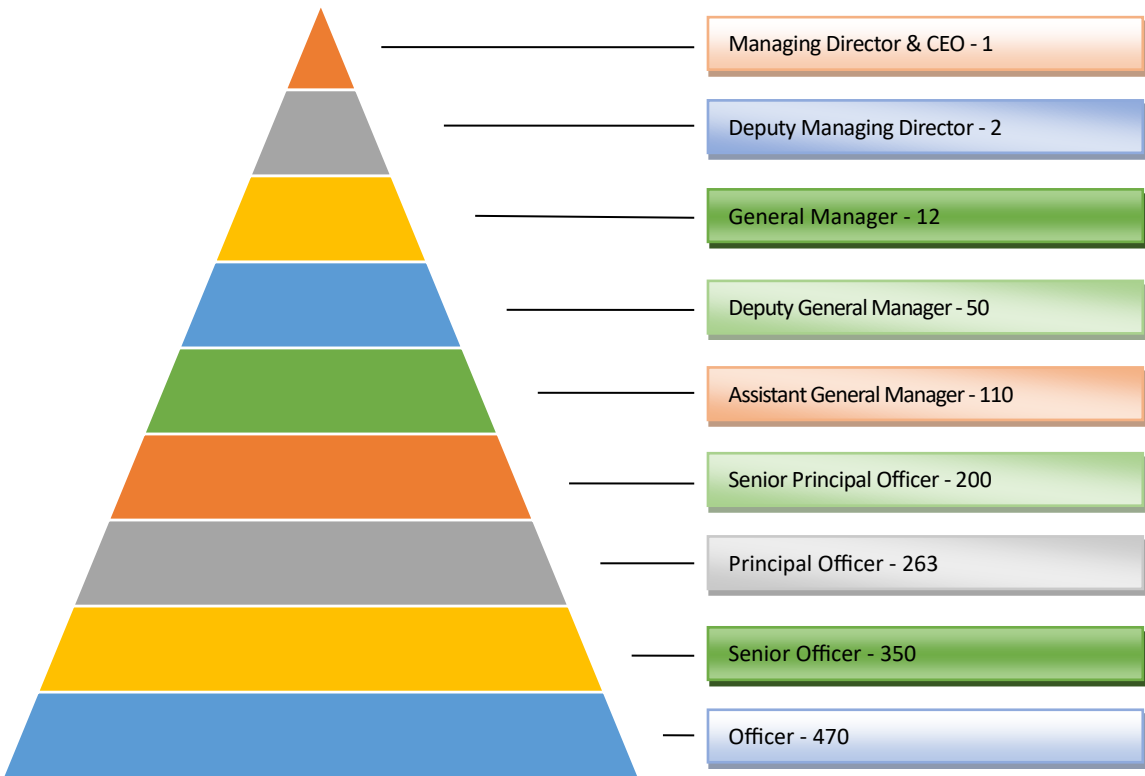 Managing Director & CEO - 1
Deputy Managing Director - 2
General Manager - 12
Deputy General Manager - 50
Assistant General Manager - 110
Senior Principal Officer - 200
Principal Officer - 263
Senior Officer - 350
Officer - 470